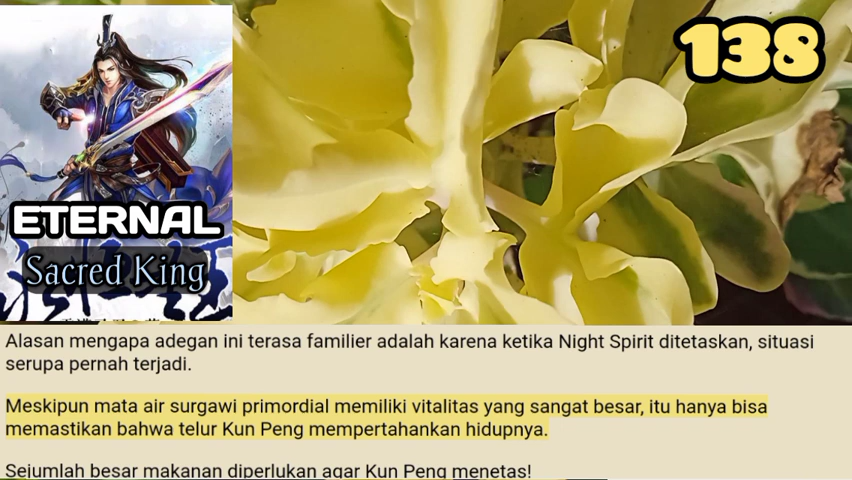 138
ETERNAL
Sacred King
Alasan mengapa adegan ini terasa familier adalah karena ketika Night Spirit ditetaskan, situasi
serupa pernah terjadi.
Meskipun mata air surgawi primordial memiliki vitalitas yang sangat besar, itu hanya bisa
memastikan bahwa telur Kun Peng mempertahankan hidupnya.
Sejumlah besar makanan diperlukan agar Kun Peng menetas!